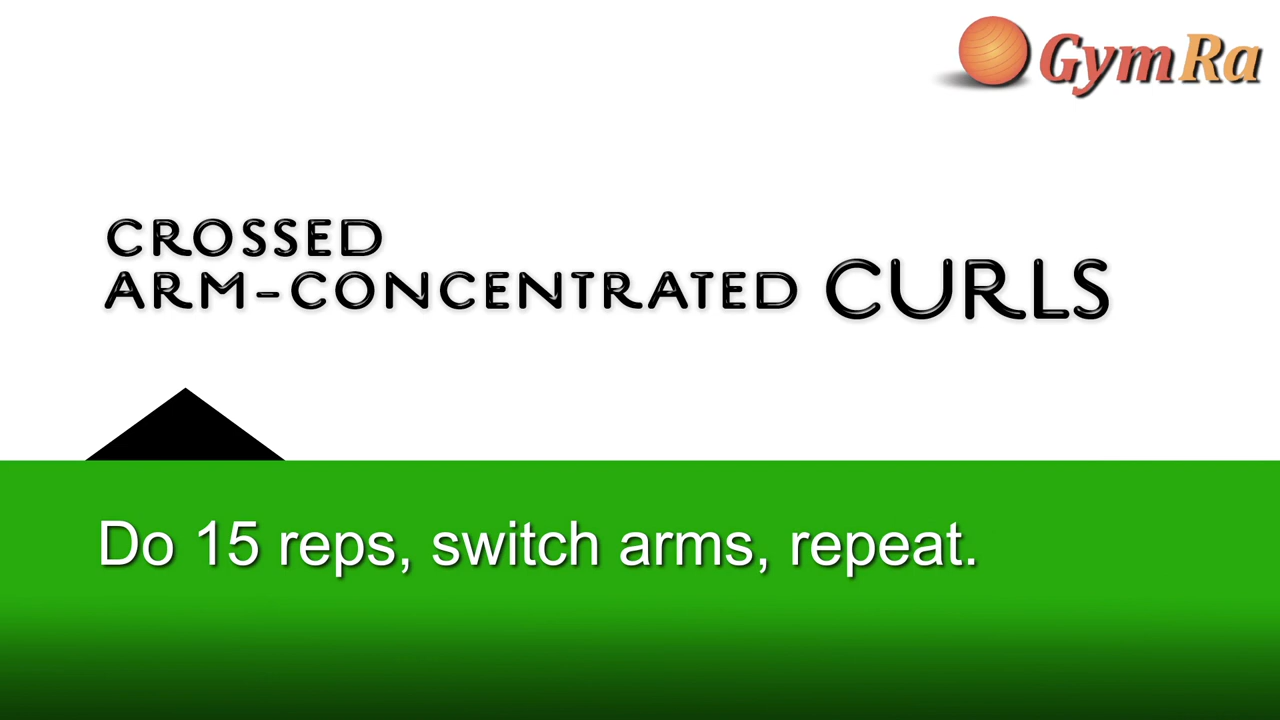 GymRa
CROSSED
ARM-CONCENTRATED CURLS
Do 15 reps, switch arms, repeat.